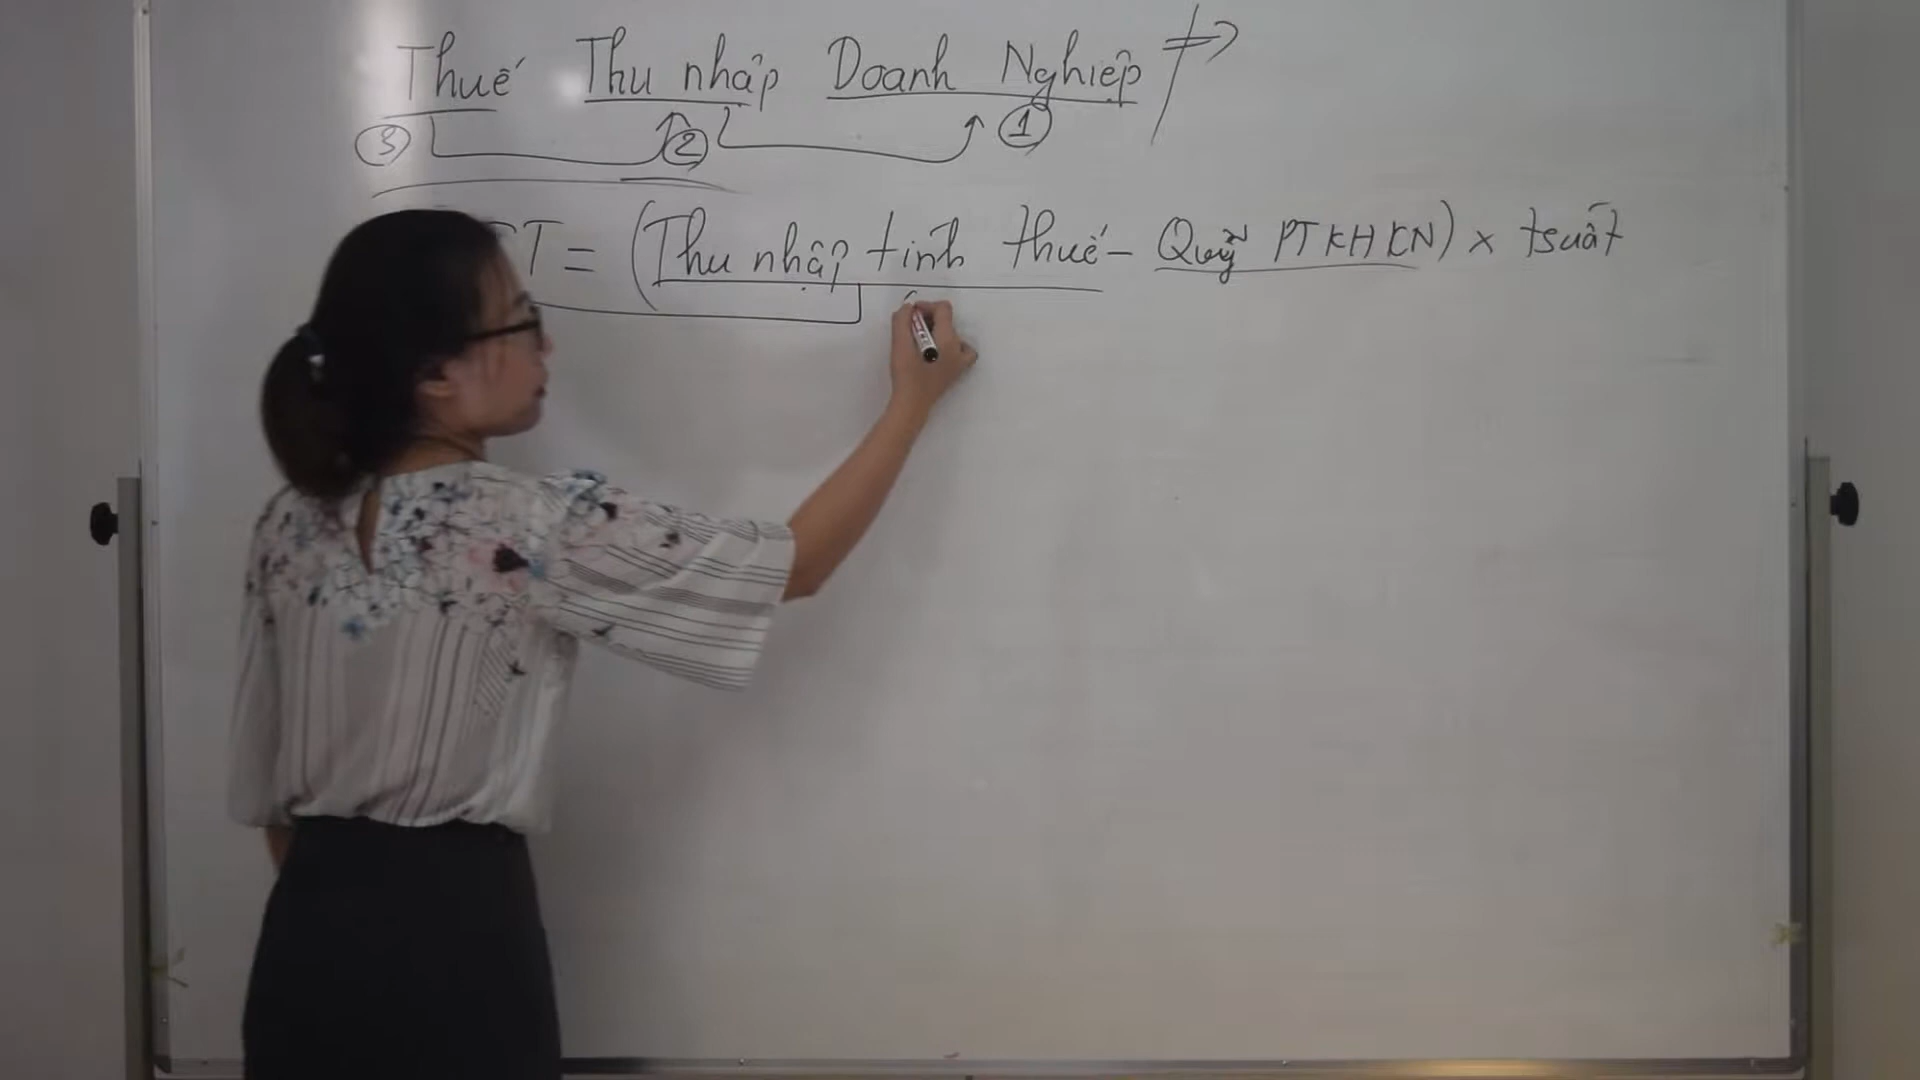 Thuế Thu nhập Doanh Nghiệp
3 2 1
T = (Thu nhập tính thuế - Quỹ PTKHCN) x tsuất